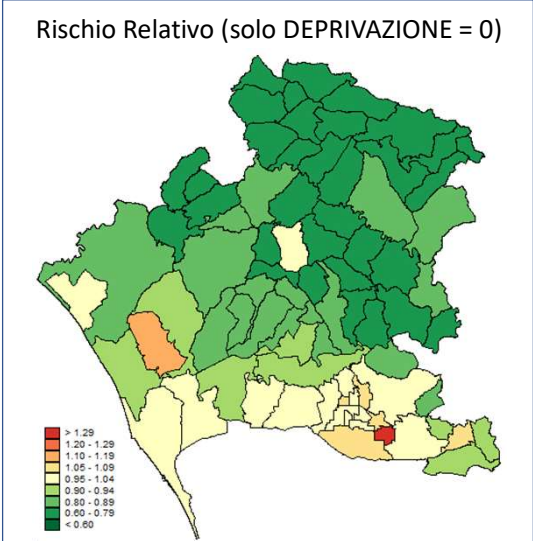 Rischio Relativo (solo DEPRIVAZIONE = 0)
> 1.29
1.20 - 1.29
1.10 - 1.19
1.05 - 1.09
0.95 - 1.04
0.90 - 0.94
0.80 - 0.89
0.60 - 0.79
< 0.60